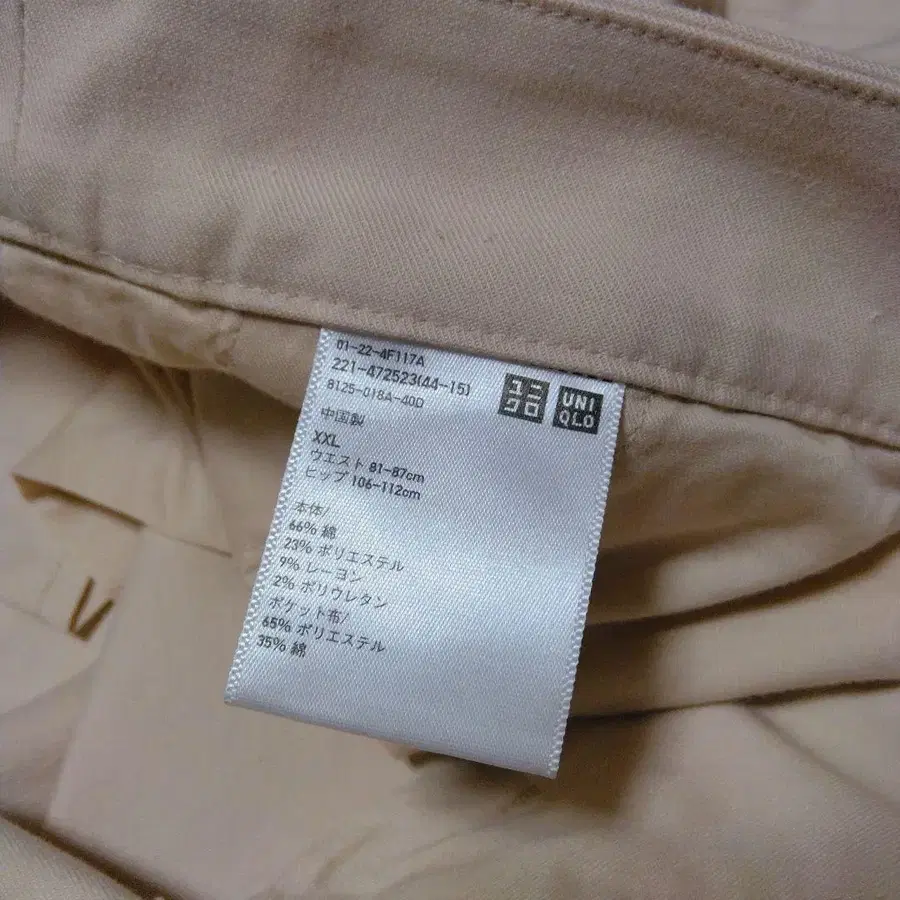 01-22-4F117A
221-472523(44-15)
8125-018A-40D
ユニ
クロ
UNI
QLO
中国製
XXL
ウエスト 81-87cm
ヒップ 106-112cm
本体/
66% 綿
23% ポリエステル
9% レーヨン
2% ポリウレタン
ポケット布/
65% ポリエステル
35% 綿